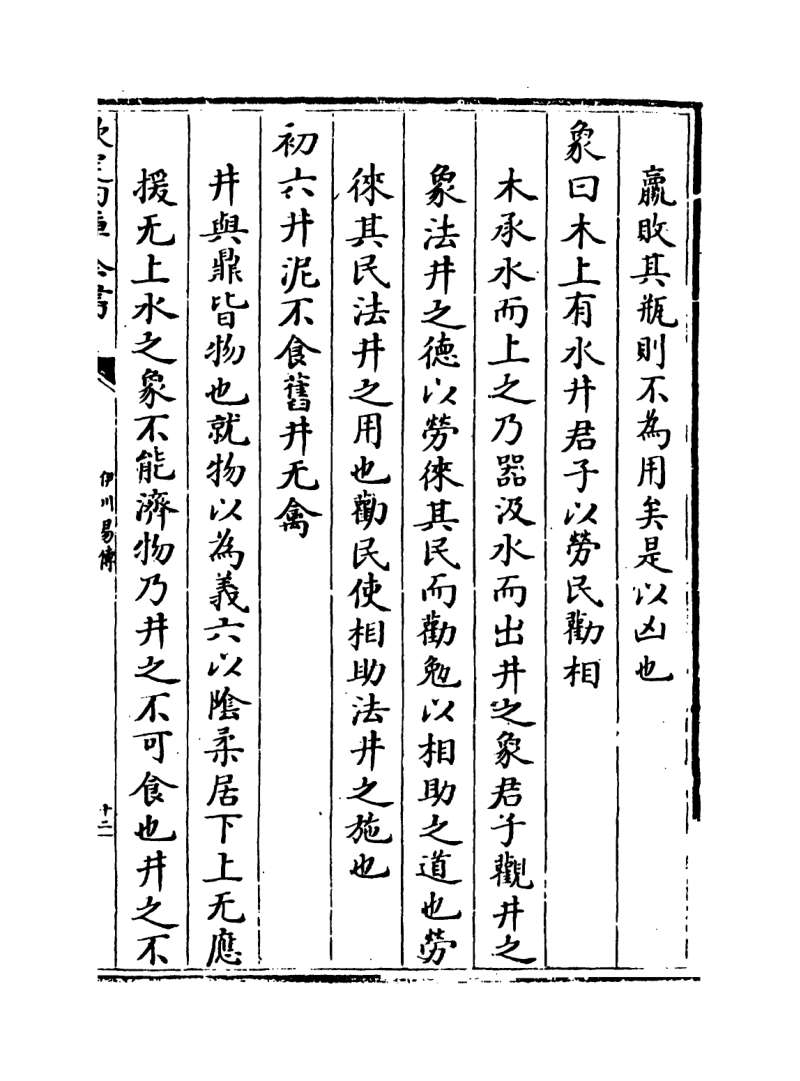 羸敗其瓶則不為用矣是以凶也
象曰木上有水井君子以勞民勸相
木承水而上之乃器汲水而出井之象君子觀井之
象法井之德以勞徠其民而勸勉以相助之道也勞
徠其民法井之用也勸民使相助法井之施也
初六井泥不食舊井无禽
井與鼎皆物也就物以為義六以陰柔居下上无應
援无上水之象不能濟物乃井之不可食也井之不
欽定四庫全書
伊川易傳
十二